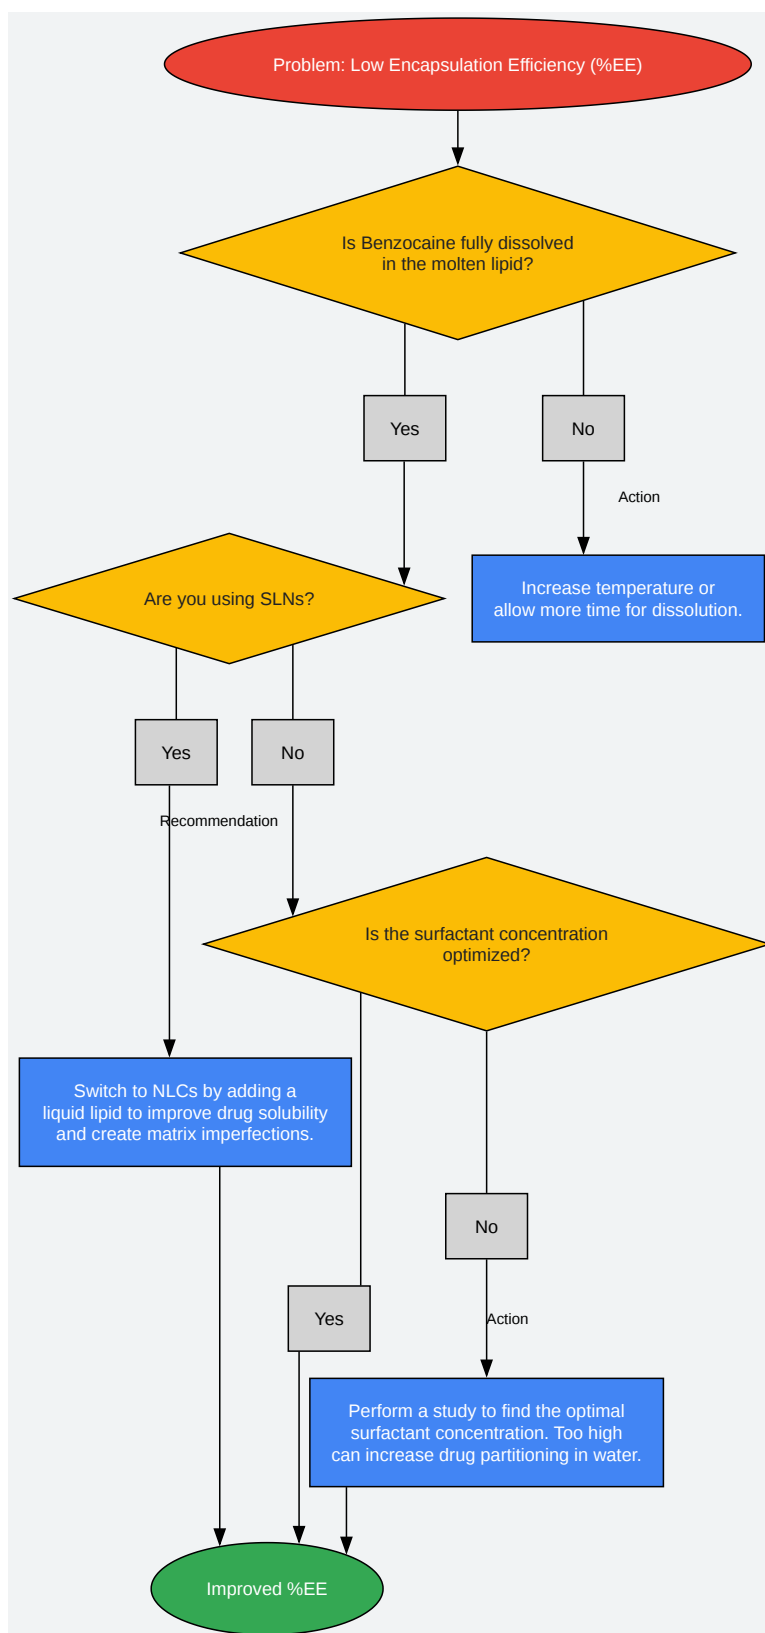 Problem: Low Encapsulation Efficiency (%EE)
Is Benzocaine fully dissolved
in the molten lipid?
Yes
No
Action
Are you using SLNs?
Increase temperature or
allow more time for dissolution.
Yes
No
Recommendation
Is the surfactant concentration
optimized?
Switch to NLCs by adding a
liquid lipid to improve drug solubility
and create matrix imperfections.
No
Yes
Action
Perform a study to find the optimal
surfactant concentration. Too high
can increase drug partitioning in water.
Improved %EE